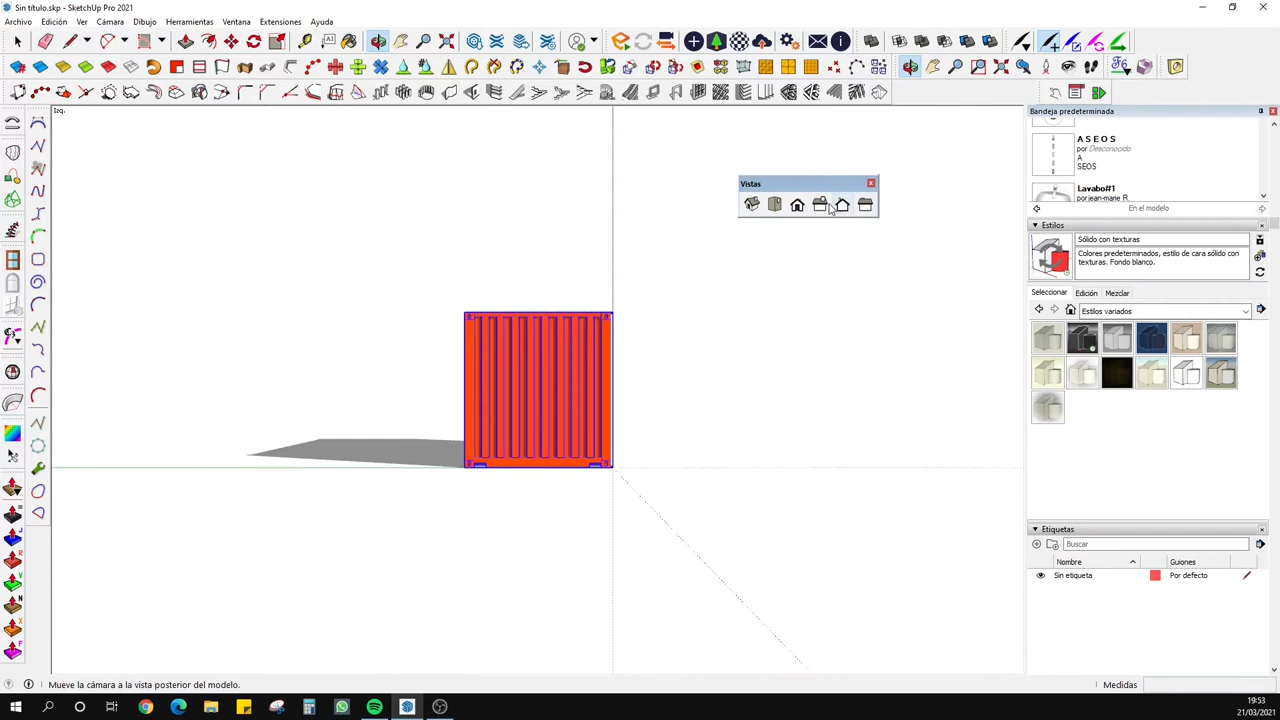 Sin título.skp - SketchUp Pro 2021
Archivo Edición Ver Cámara Dibujo Herramientas Ventana Extensiones Ayuda
Izq.
Bandeja predeterminada
A S E O S
por Desconocido
A
SEOS
Lavabo#1
por jean-marie R.
En el modelo
Vistas
Estilos
Sólido con texturas
Colores predeterminados, estilo de cara sólido con
texturas. Fondo blanco.
Seleccionar Edición Mezclar
Estilos variados
Etiquetas
Buscar
Nombre Guiones
Sin etiqueta Por defecto
Mueve la cámara a la vista posterior del modelo.
Medidas
19:53
21/03/2021